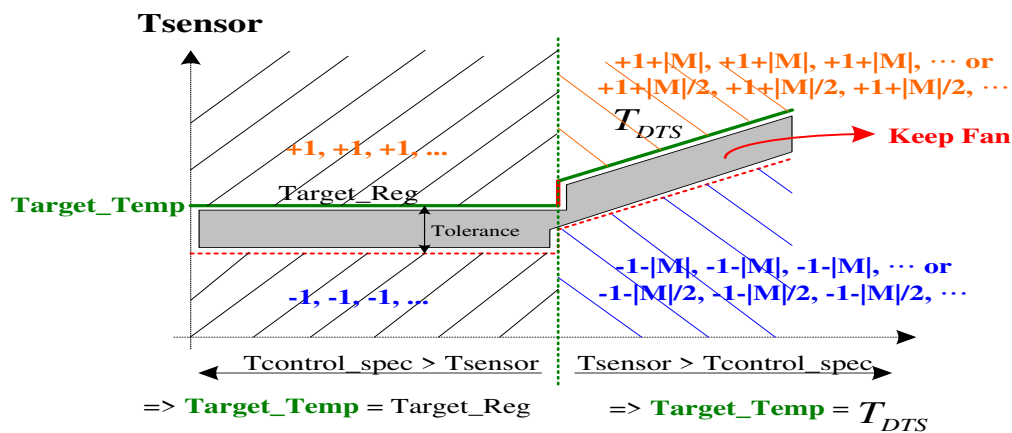 Tsensor
+1+|M|, +1+|M|, +1+|M|, ··· or
+1+|M|/2, +1+|M|/2, +1+|M|/2, ···
T_DTS
Keep Fan
+1, +1, +1, ...
Target_Reg
Target_Temp
Tolerance
-1-|M|, -1-|M|, -1-|M|, ··· or
-1-|M|/2, -1-|M|/2, -1-|M|/2, ···
-1, -1, -1, ...
Tcontrol_spec > Tsensor
Tsensor > Tcontrol_spec
=> Target_Temp = Target_Reg
=> Target_Temp = T_DTS